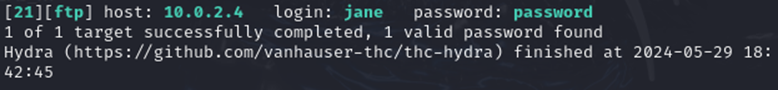 [21][ftp] host: 10.0.2.4   login: jane   password: password
1 of 1 target successfully completed, 1 valid password found
Hydra (https://github.com/vanhauser-thc/thc-hydra) finished at 2024-05-29 18:
42:45